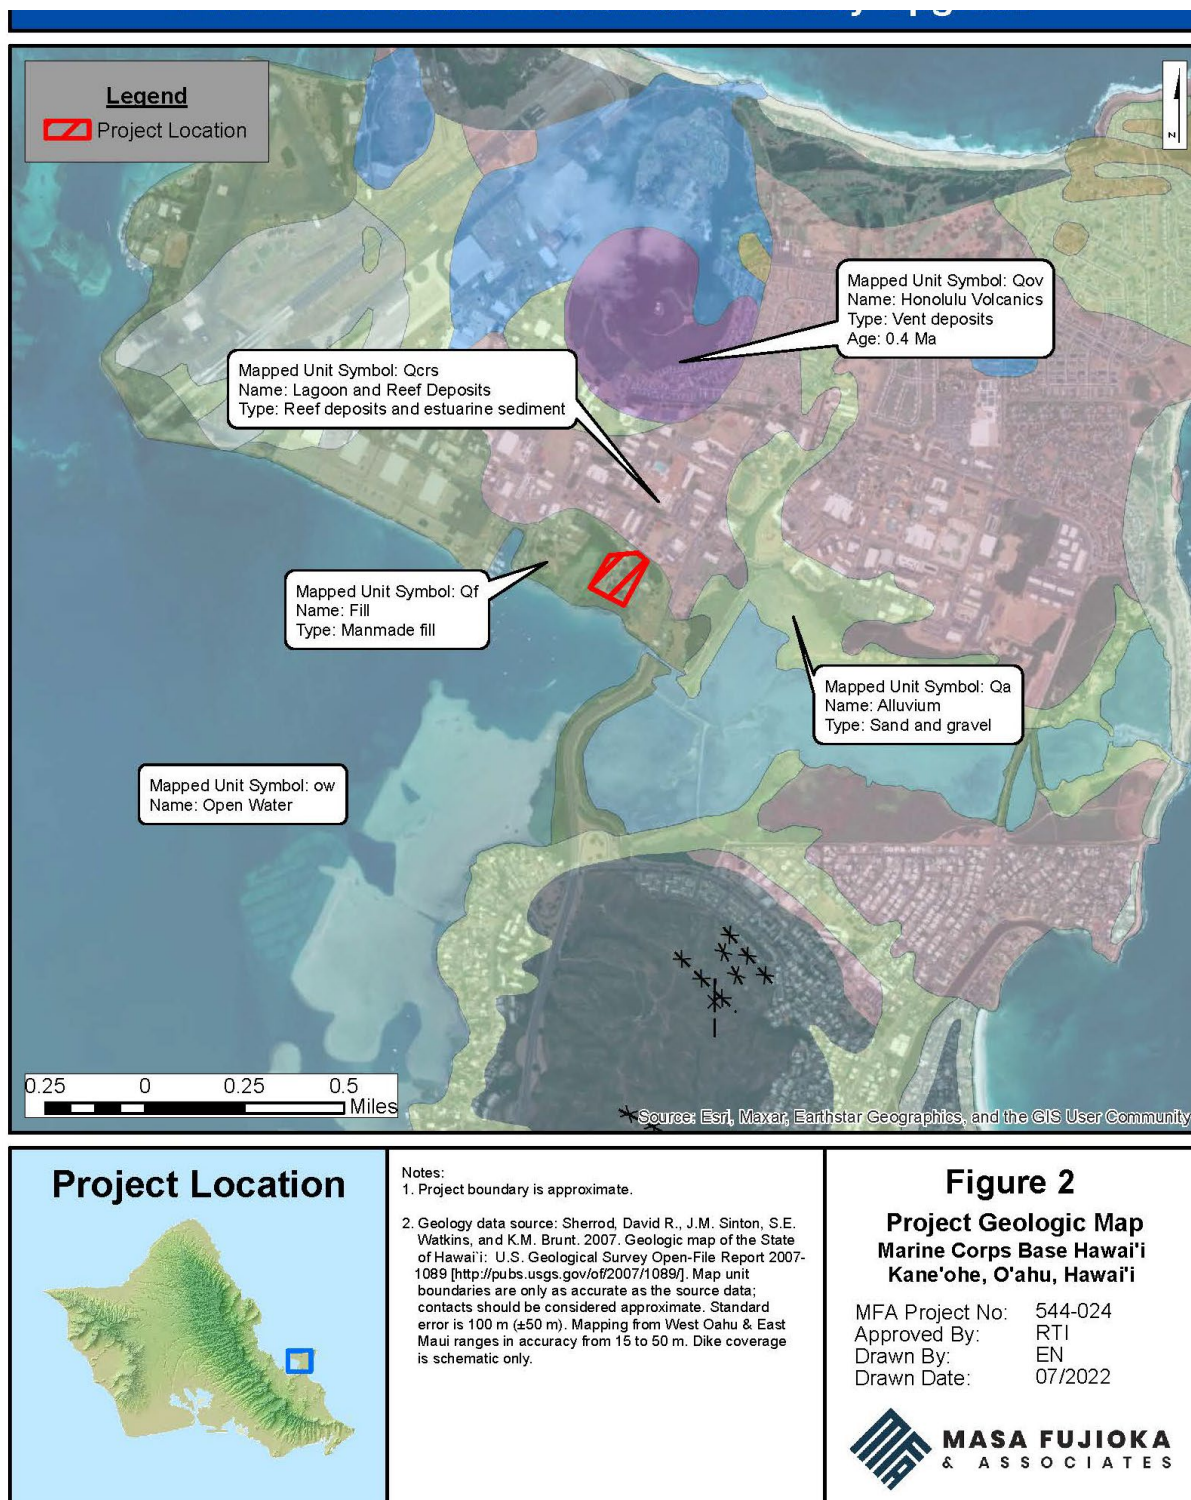 Legend
Project Location
N
Mapped Unit Symbol: Qov
Name: Honolulu Volcanics
Type: Vent deposits
Age: 0.4 Ma
Mapped Unit Symbol: Qcrs
Name: Lagoon and Reef Deposits
Type: Reef deposits and estuarine sediment
Mapped Unit Symbol: Qf
Name: Fill
Type: Manmade fill
Mapped Unit Symbol: Qa
Name: Alluvium
Type: Sand and gravel
Mapped Unit Symbol: ow
Name: Open Water
0.25 0 0.25 0.5
Miles
Source: Esri, Maxar, Earthstar Geographics, and the GIS User Community
Project Location
Notes:
1. Project boundary is approximate.
2. Geology data source: Sherrod, David R., J.M. Sinton, S.E.
Watkins, and K.M. Brunt. 2007. Geologic map of the State
of Hawai`i: U.S. Geological Survey Open-File Report 2007-
1089 [http://pubs.usgs.gov/of/2007/1089/]. Map unit
boundaries are only as accurate as the source data;
contacts should be considered approximate. Standard
error is 100 m (±50 m). Mapping from West Oahu & East
Maui ranges in accuracy from 15 to 50 m. Dike coverage
is schematic only.
Figure 2
Project Geologic Map
Marine Corps Base Hawai'i
Kane'ohe, O'ahu, Hawai'i
MFA Project No: 544-024
Approved By: RTI
Drawn By: EN
Drawn Date: 07/2022
MFA
MASA FUJIOKA
& ASSOCIATES